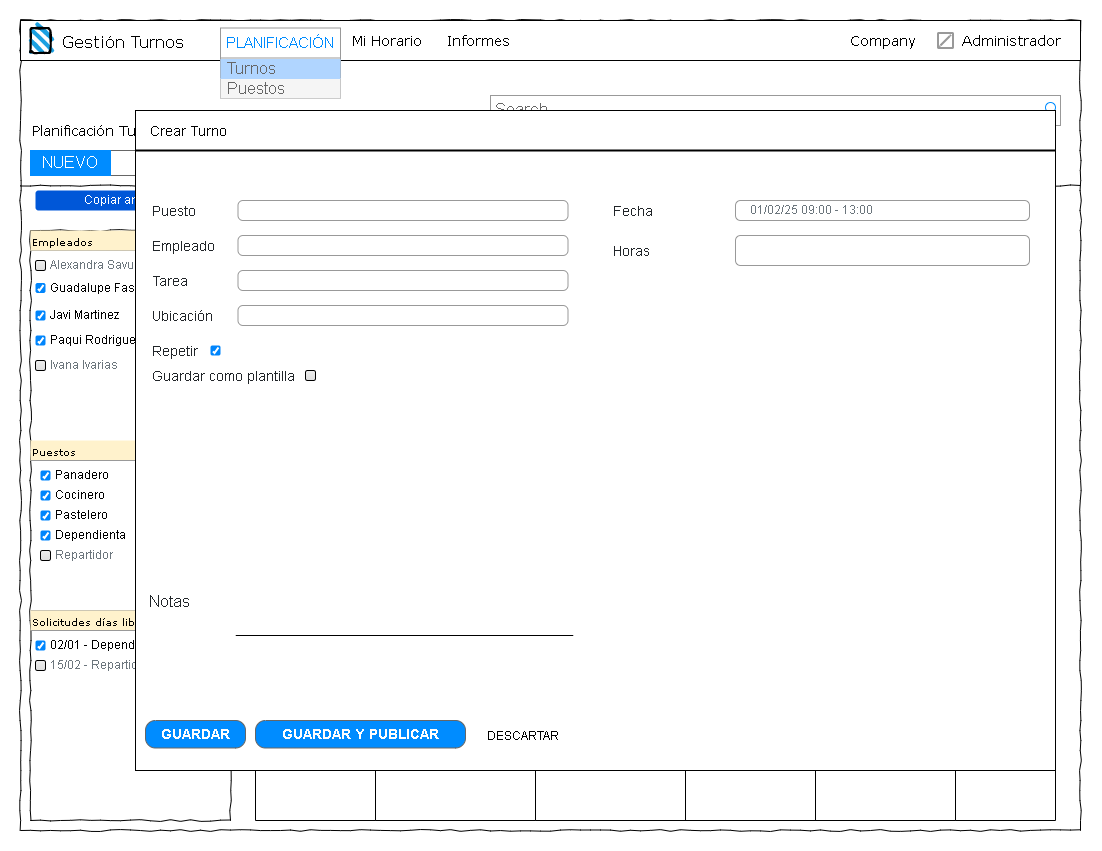 Gestión Turnos PLANIFICACIÓN Mi Horario Informes Company Administrador
Turnos
Puestos
Search
Planificación Tu
Crear Turno
NUEVO
Copiar
Puesto
Fecha 01/02/25 09:00 - 13:00
Empleados
Empleado
Horas
Alexandra Savu
Guadalupe Fas
Tarea
Javi Martinez
Ubicación
Paqui Rodrigue
Repetir
Ivana Ivarias
Guardar como plantilla
Puestos
Panadero
Cocinero
Pastelero
Dependienta
Repartidor
Notas
Solicitudes días lib
02/01 - Depend
15/02 - Repartid
GUARDAR GUARDAR Y PUBLICAR DESCARTAR